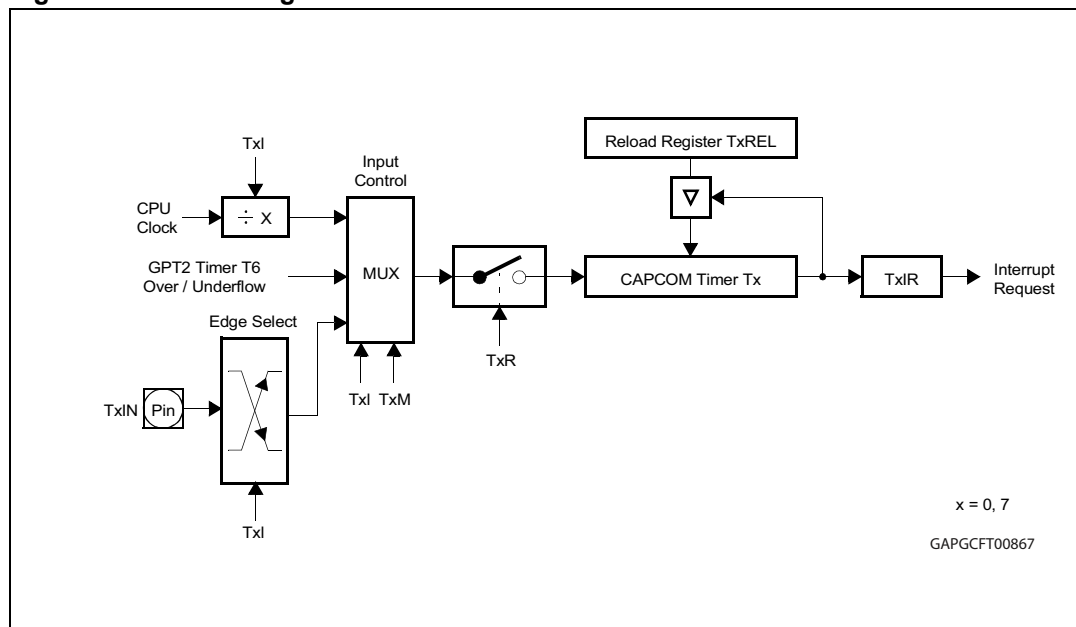 Reload Register TxREL
TxI
Input
Control
CPU
Clock
÷ X
GPT2 Timer T6
Over / Underflow
MUX
CAPCOM Timer Tx
TxIR
Interrupt
Request
Edge Select
TxR
TxI TxM
TxIN
Pin
TxI
x = 0, 7
GAPGCFT00867